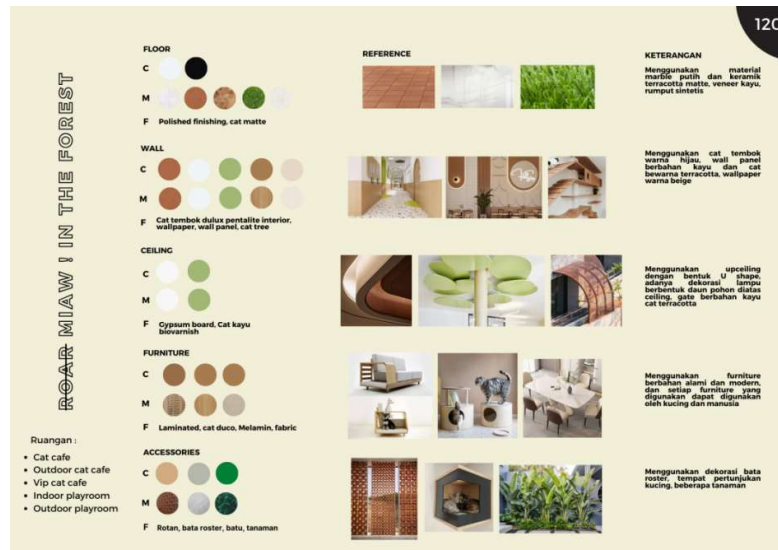 120
ROAR MIAW ! IN THE FOREST
Ruangan :
Cat cafe
Outdoor cat cafe
Vip cat cafe
Indoor playroom
Outdoor playroom
FLOOR
C
M
F Polished finishing, cat matte
WALL
C
M
F Cat tembok dulux pentalite interior,
wallpaper, wall panel, cat tree
CEILING
C
M
F Gypsum board, Cat kayu
biovarnish
FURNITURE
C
M
F Laminated, cat duco, Melamin, fabric
ACCESSORIES
C
M
F Rotan, bata roster, batu, tanaman
REFERENCE
KETERANGAN
Menggunakan material
marble putih dan keramik
terracotta matte, veneer kayu,
rumput sintetis
Menggunakan cat tembok
warna hijau, wall panel
berbahan kayu dan cat
bewarna terracotta, wallpaper
warna beige
Menggunakan upceiling
dengan bentuk U shape,
adanya dekorasi lampu
berbentuk daun pohon diatas
ceiling, gate berbahan kayu
cat terracotta
Menggunakan furniture
berbahan alami dan modern,
dan setiap furniture yang
digunakan dapat digunakan
oleh kucing dan manusia
Menggunakan dekorasi bata
roster, tempat pertunjukan
kucing, beberapa tanaman